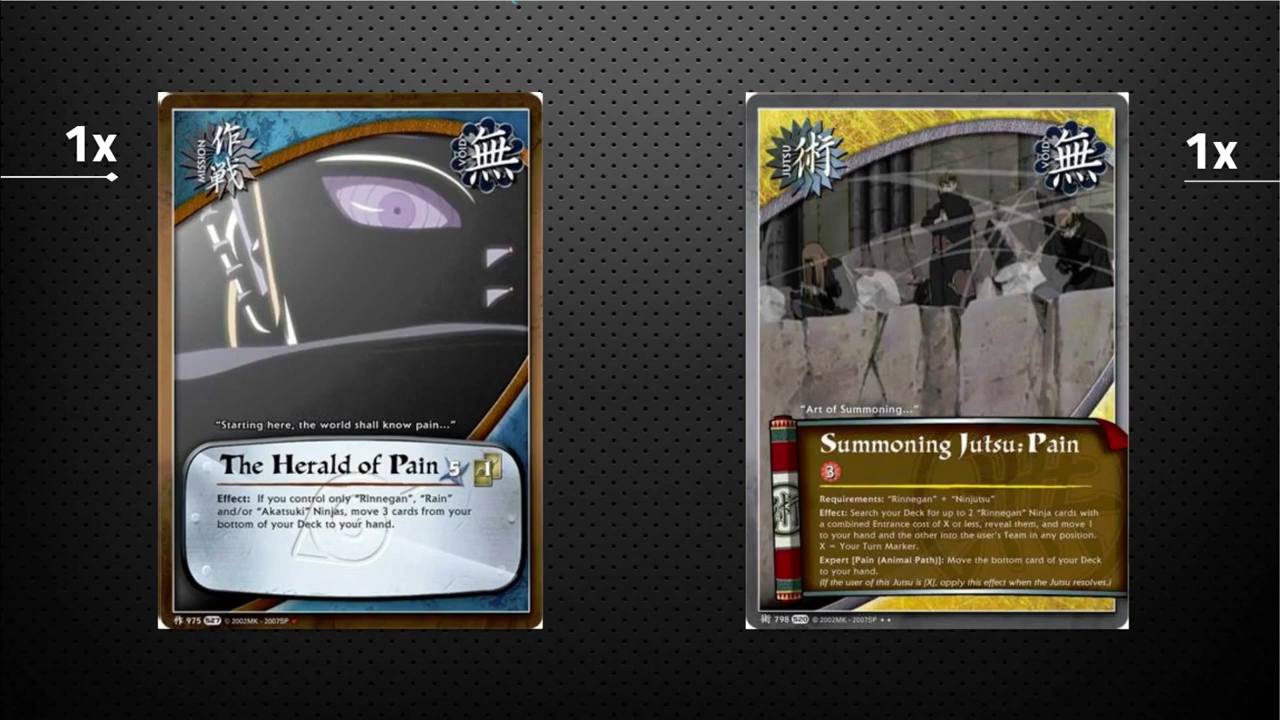 1x
作戦
MISSION
無
VOID
"Starting here, the world shall know pain..."
The Herald of Pain 5 -1
Effect: If you control only "Rinnegan", "Rain"
and/or "Akatsuki" Ninjas, move 3 cards from your
bottom of your Deck to your hand.
作 975 S27 © 2002MK - 2007SP
術
JUTSU
無
VOID
"Art of Summoning..."
術
Summoning Jutsu: Pain
3
Requirements: "Rinnegan" + "Ninjutsu"
Effect: Search your Deck for up to 2 "Rinnegan" Ninja cards with
a combined Entrance cost of X or less, reveal them, and move 1
to your hand and the other into the user's Team in any position.
X = Your Turn Marker.
Expert [Pain (Animal Path)]: Move the bottom card of your Deck
to your hand.
(If the user of this Jutsu is [X], apply this effect when the Jutsu resolves.)
術 798 S20 © 2002MK - 2007SP
1x